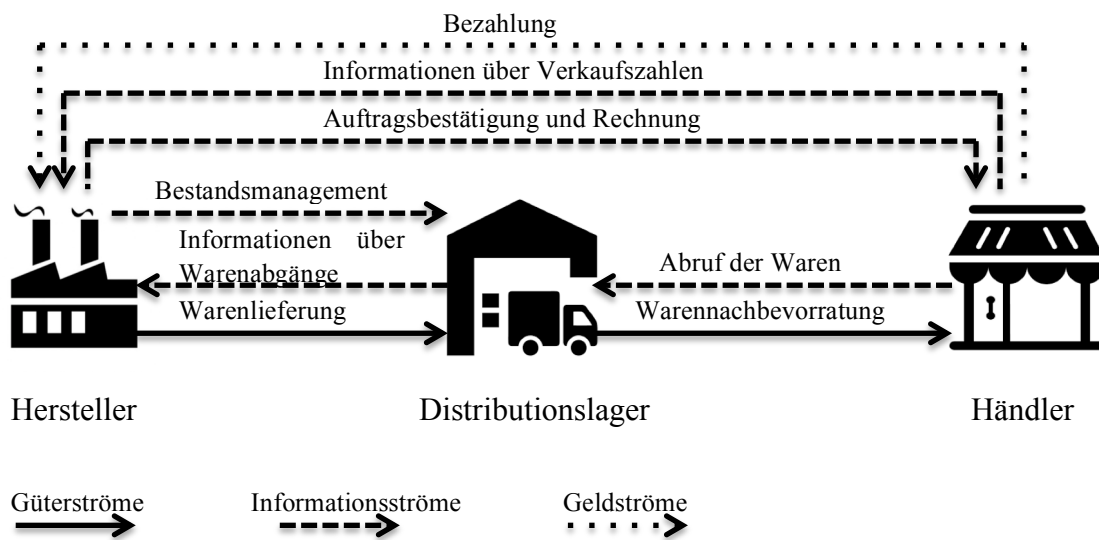 Bezahlung
Informationen über Verkaufszahlen
Auftragsbestätigung und Rechnung
Bestandsmanagement
Informationen über
Warenabgänge
Warenlieferung
Abruf der Waren
Warennachbevorratung
Hersteller
Distributionslager
Händler
Güterströme
Informationsströme
Geldströme